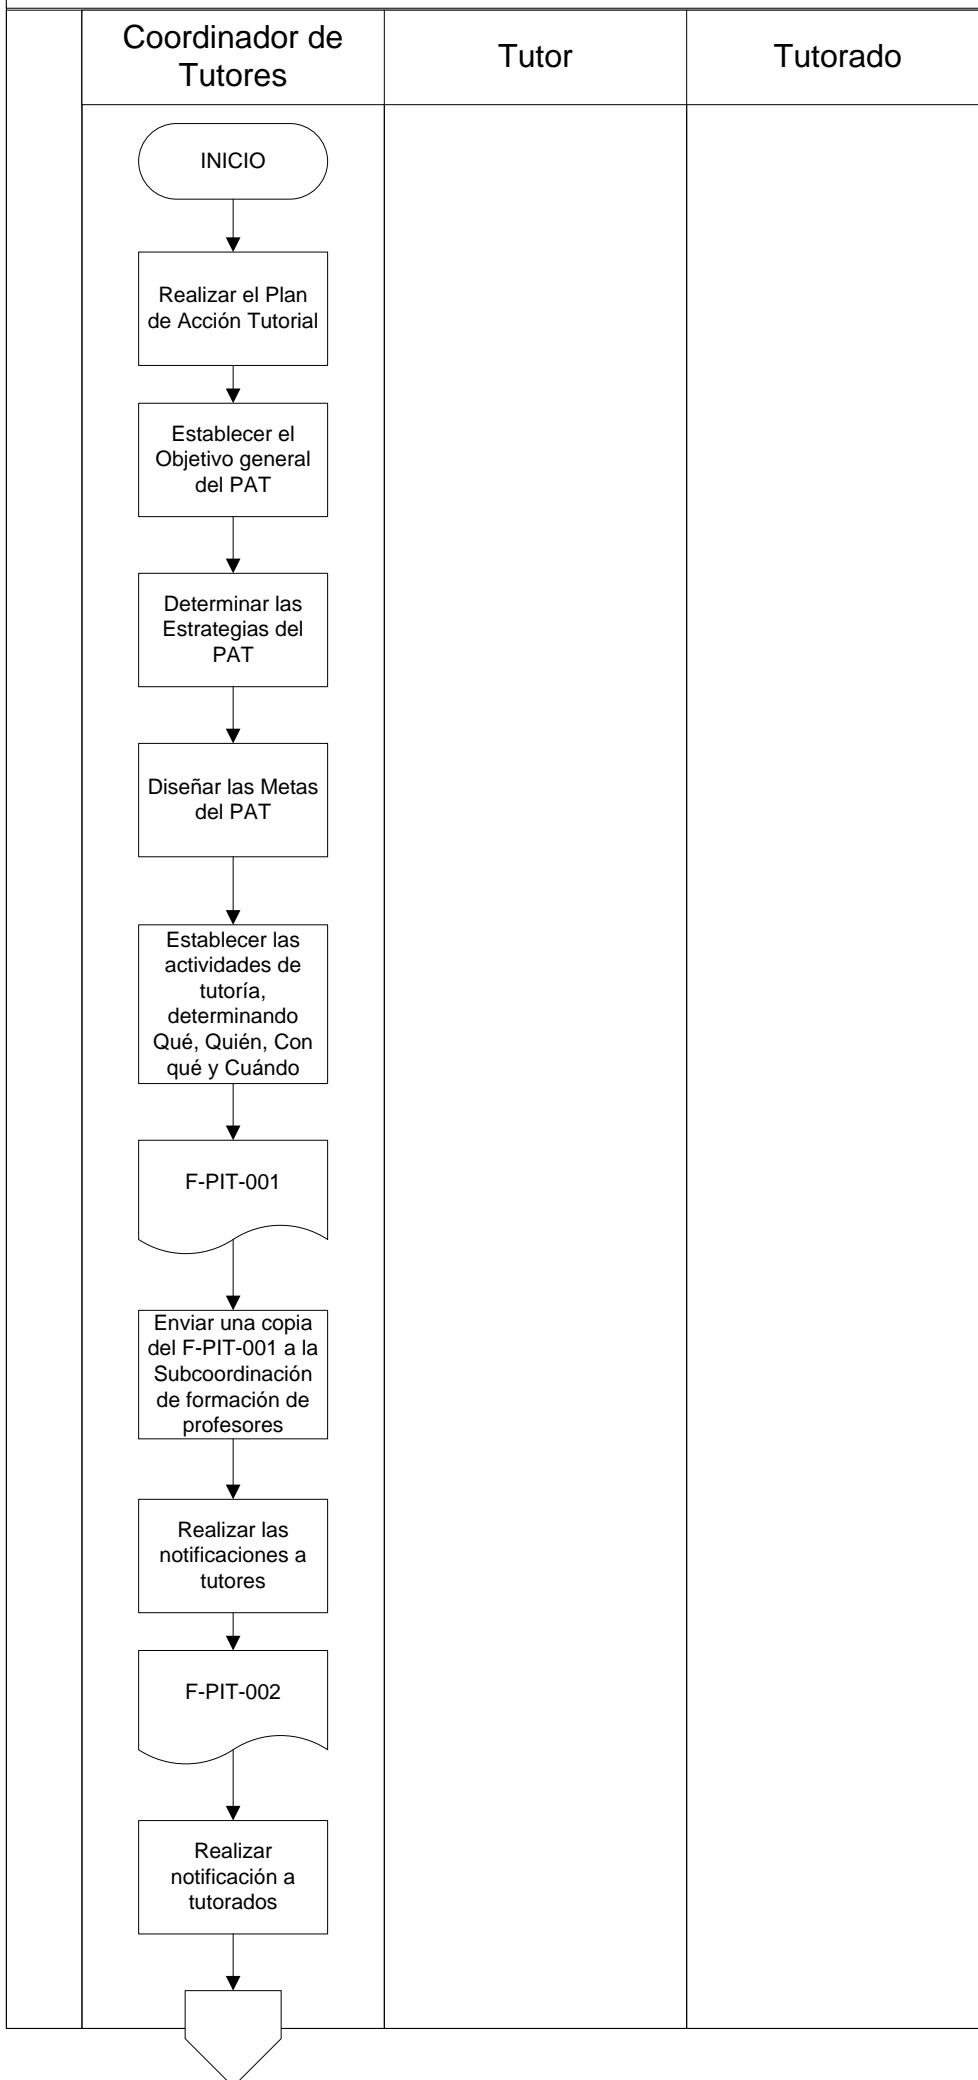 Coordinador de
Tutores
Tutor
Tutorado
INICIO
Realizar el Plan
de Acción Tutorial
Establecer el
Objetivo general
del PAT
Determinar las
Estrategias del
PAT
Diseñar las Metas
del PAT
Establecer las
actividades de
tutoría,
determinando
Qué, Quién, Con
qué y Cuándo
F-PIT-001
Enviar una copia
del F-PIT-001 a la
Subcoordinación
de formación de
profesores
Realizar las
notificaciones a
tutores
F-PIT-002
Realizar
notificación a
tutorados